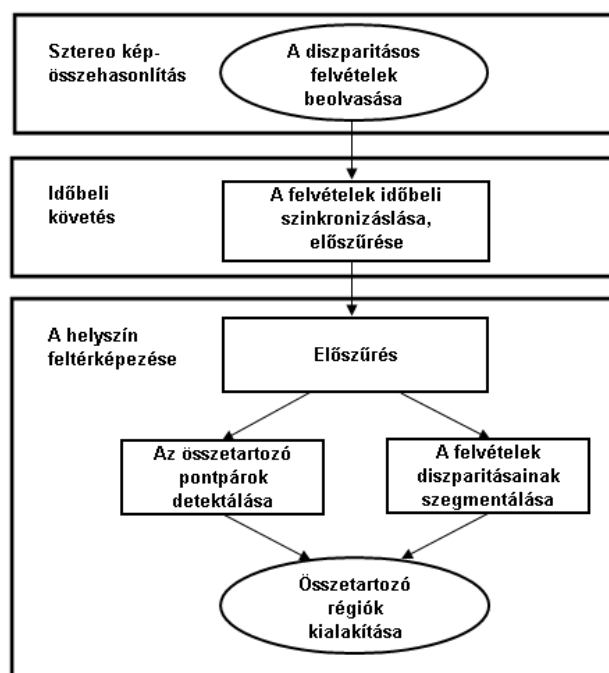 Sztereo kép-
összehasonlítás
A diszparitásos
felvételek
beolvasása
Időbeli
követés
A felvételek időbeli
szinkronizáslása,
előszűrése
A helyszín
feltérképezése
Előszűrés
Az összetartozó
pontpárok
detektálása
A felvételek
diszparitásainak
szegmentálása
Összetartozó
régiók
kialakítása